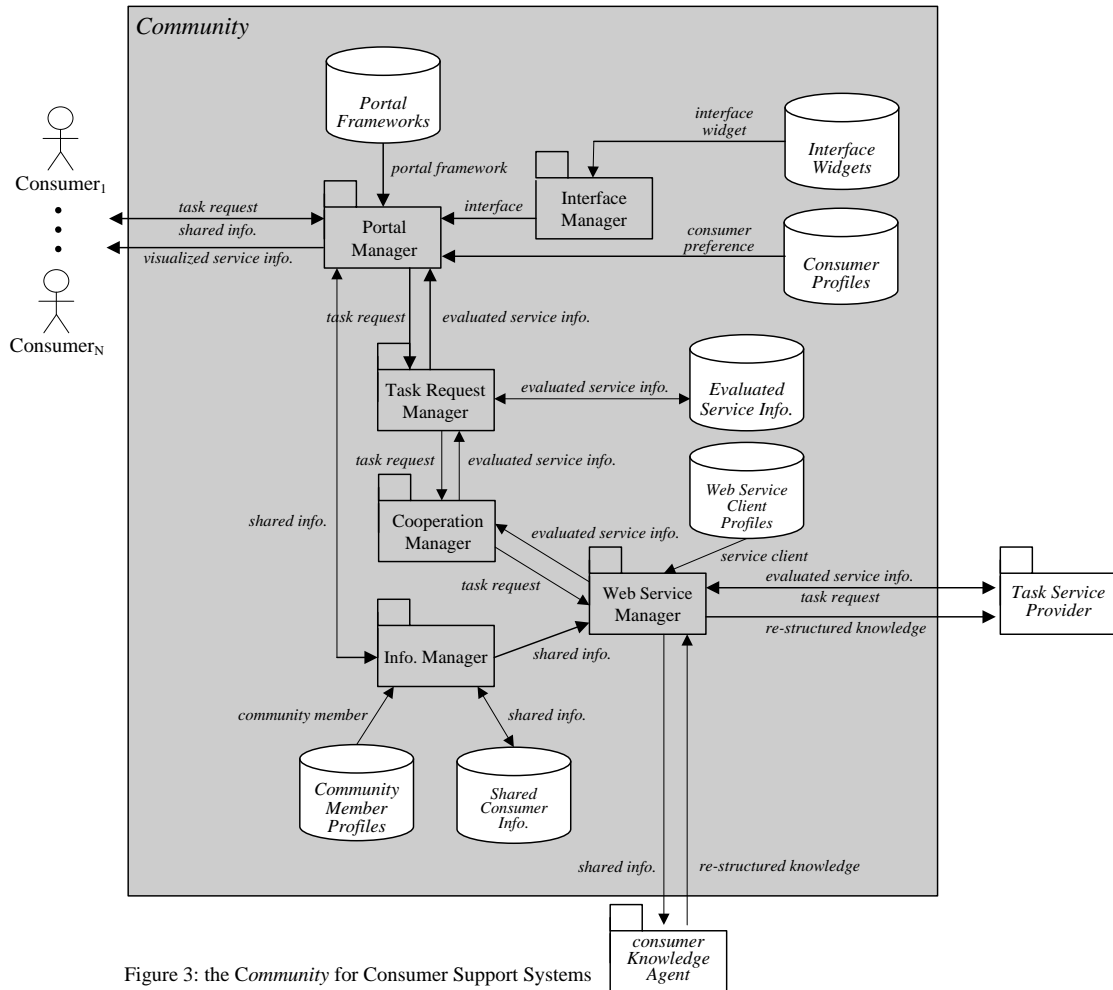 Community
Portal
Frameworks
interface
widget
Interface
Widgets
Consumer₁
portal framework
Interface
Manager
task request
shared info.
visualized service info.
Portal
Manager
interface
consumer
preference
Consumer
Profiles
Consumer_N
task request
evaluated service info.
Task Request
Manager
evaluated service info.
Evaluated
Service Info.
task request
evaluated service info.
Web Service
Client
Profiles
shared info.
Cooperation
Manager
evaluated service info.
service client
task request
Web Service
Manager
evaluated service info.
task request
re-structured knowledge
Task Service
Provider
Info. Manager
shared info.
community member
shared info.
Community
Member
Profiles
Shared
Consumer
Info.
shared info.
re-structured knowledge
consumer
Knowledge
Agent
Figure 3: the Community for Consumer Support Systems